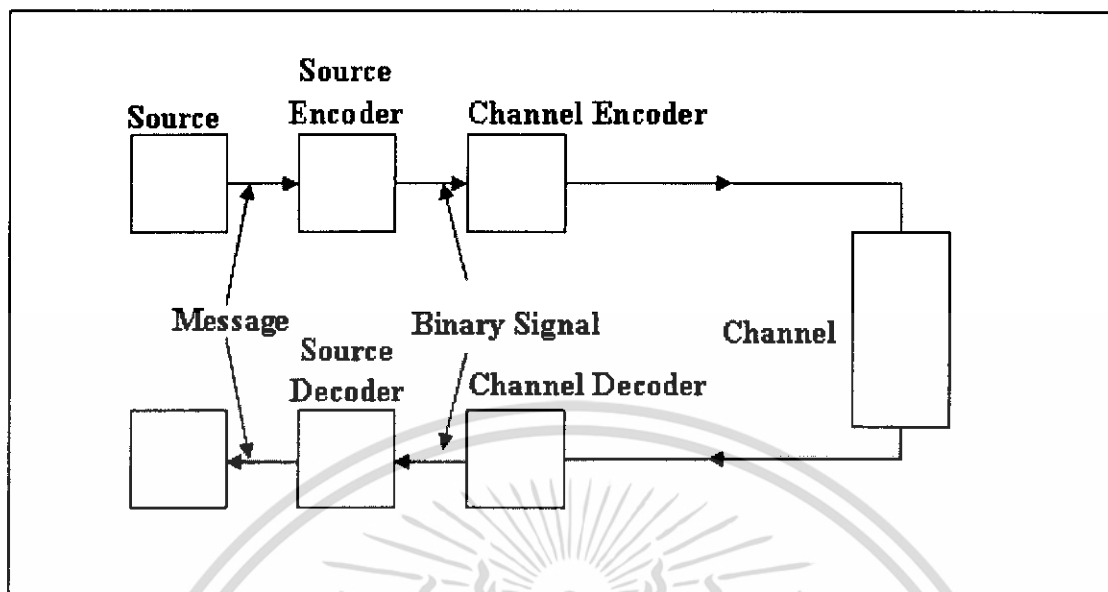 Source
Source
Encoder
Channel Encoder
Message
Binary Signal
Channel
Source
Decoder
Channel Decoder